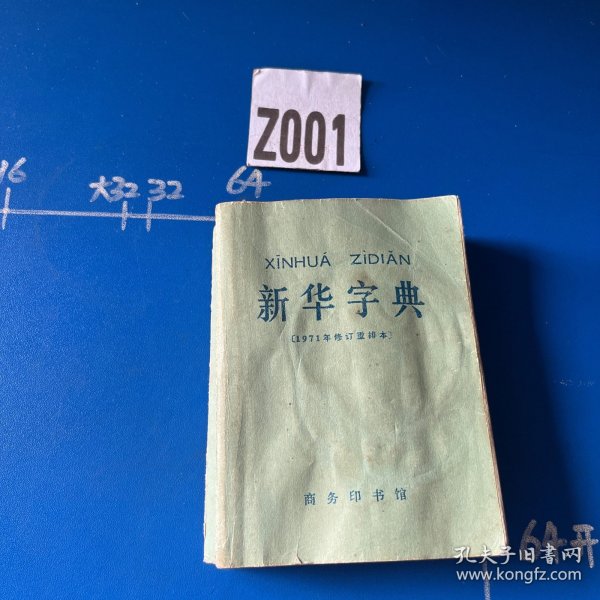 Z001
16 大32 32 64
XĪNHUÁ ZÌDIǍN
新华字典
〔1971年修订重排本〕
商务印书馆
64开
孔夫子旧書网
www.kongfz.com